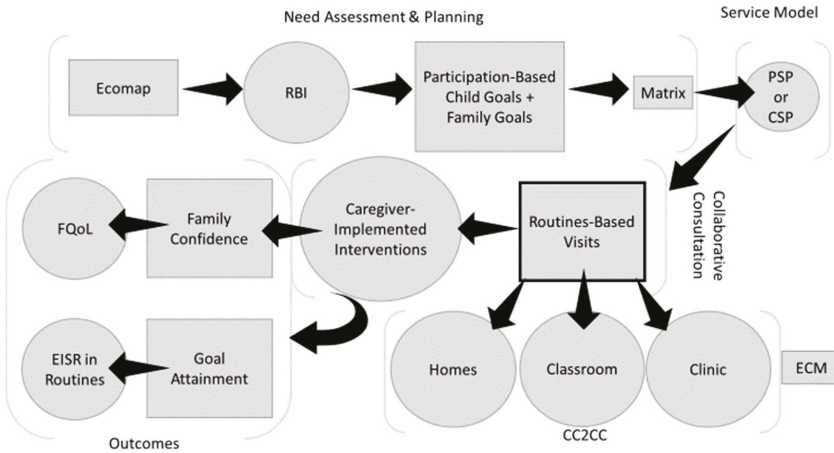 Need Assessment & Planning
Service Model
Ecomap
RBI
Participation-Based
Child Goals +
Family Goals
Matrix
PSP
or
CSP
Collaborative
Consultation
FQoL
Family
Confidence
Caregiver-
Implemented
Interventions
Routines-Based
Visits
EISR in
Routines
Goal
Attainment
Homes
Classroom
Clinic
ECM
CC2CC
Outcomes